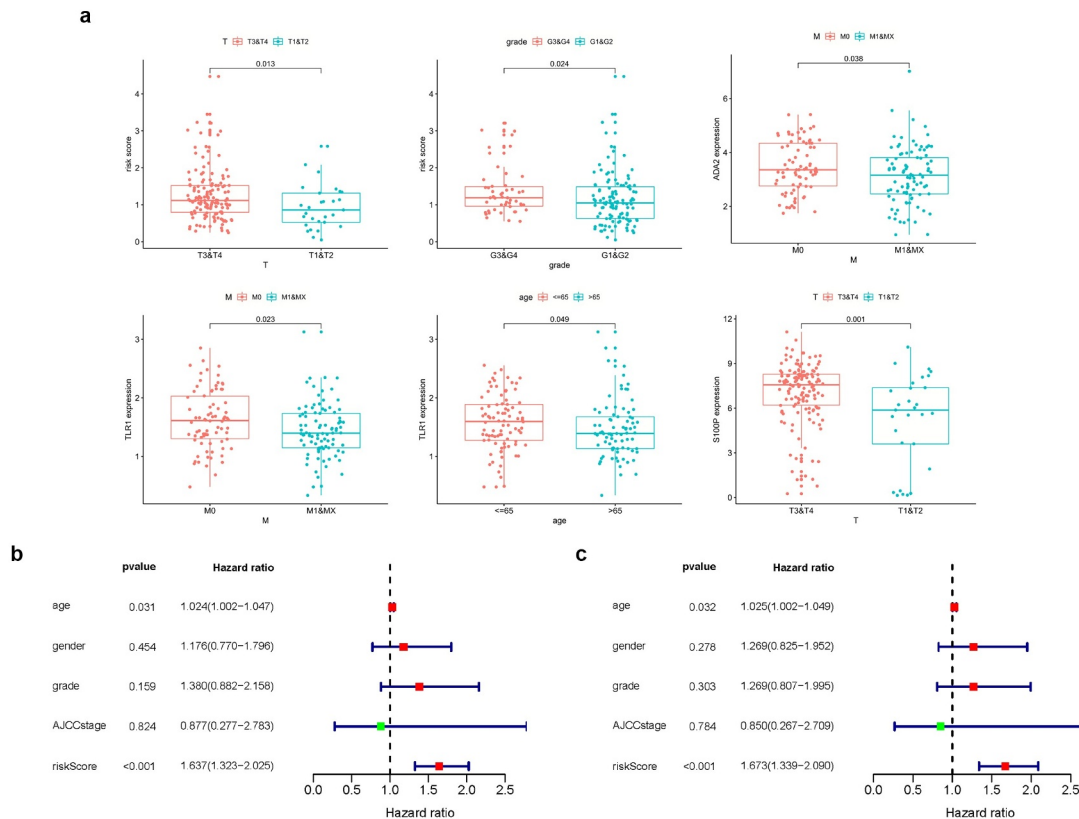 a
T T3&T4 T1&T2
0.013
4
3
2
1
0
risk score
T3&T4 T1&T2
T
grade G3&G4 G1&G2
0.024
4
3
2
1
0
risk score
G3&G4 G1&G2
grade
M M0 M1&MX
0.038
6
4
2
ADA2 expression
M0 M1&MX
M
M M0 M1&MX
0.023
3
2
1
TLR1 expression
M0 M1&MX
M
age <=65 >65
0.049
3
2
1
TLR1 expression
<=65 >65
age
T T3&T4 T1&T2
0.001
12
9
6
3
0
S100P expression
T3&T4 T1&T2
T
b
pvalue Hazard ratio
age 0.031 1.024(1.002−1.047)
gender 0.454 1.176(0.770−1.796)
grade 0.159 1.380(0.882−2.158)
AJCCstage 0.824 0.877(0.277−2.783)
riskScore <0.001 1.637(1.323−2.025)
0.0 0.5 1.0 1.5 2.0 2.5
Hazard ratio
c
pvalue Hazard ratio
age 0.032 1.025(1.002−1.049)
gender 0.278 1.269(0.825−1.952)
grade 0.303 1.269(0.807−1.995)
AJCCstage 0.784 0.850(0.267−2.709)
riskScore <0.001 1.673(1.339−2.090)
0.0 0.5 1.0 1.5 2.0 2.5
Hazard ratio